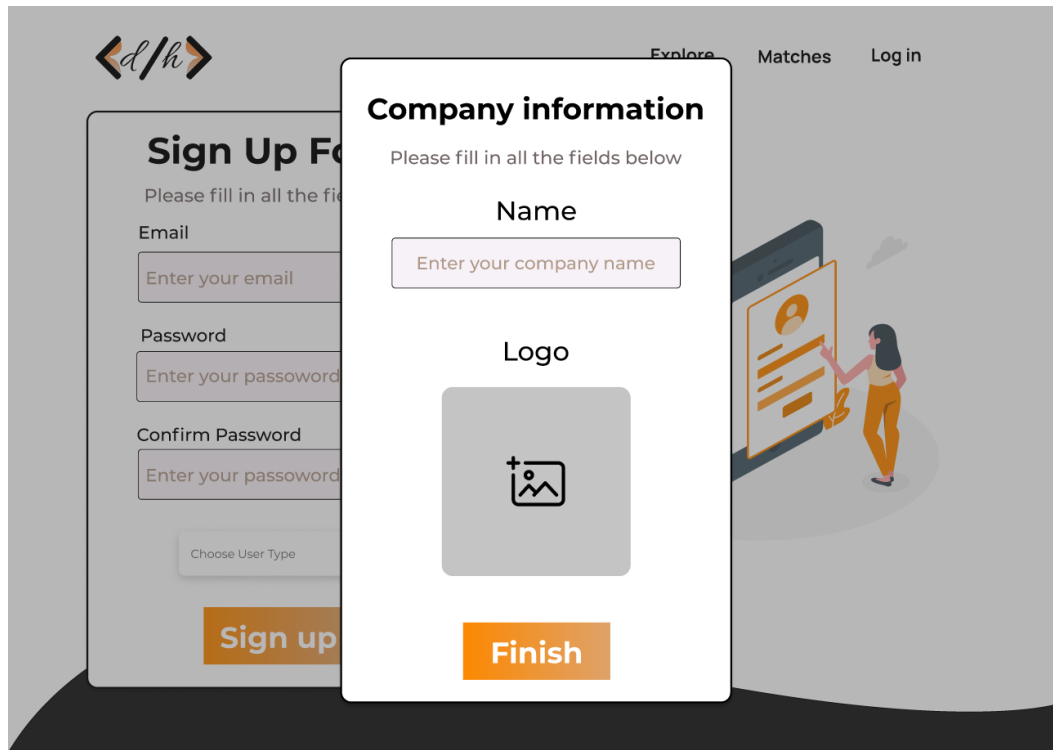 d/h
Explore
Matches
Log in
Company information
Please fill in all the fields below
Name
Enter your company name
Logo
Finish
Sign Up Fo
Please fill in all the fie
Email
Enter your email
Password
Enter your passoword
Confirm Password
Enter your passoword
Choose User Type
Sign up